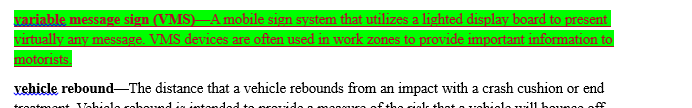 variable message sign (VMS)—A mobile sign system that utilizes a lighted display board to present
virtually any message. VMS devices are often used in work zones to provide important information to
motorists.
vehicle rebound—The distance that a vehicle rebounds from an impact with a crash cushion or end
treatment. Vehicle rebound is intended to provide a measure of the risk that a vehicle will bounce off